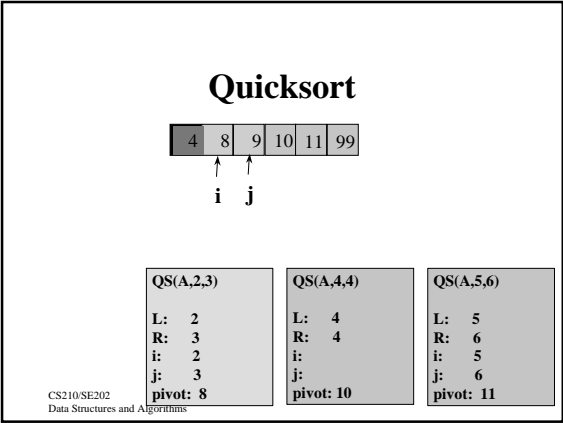 Quicksort
4 8 9 10 11 99
i j
QS(A,2,3)
L: 2
R: 3
i: 2
j: 3
pivot: 8
QS(A,4,4)
L: 4
R: 4
i:
j:
pivot: 10
QS(A,5,6)
L: 5
R: 6
i: 5
j: 6
pivot: 11
CS210/SE202
Data Structures and Algorithms